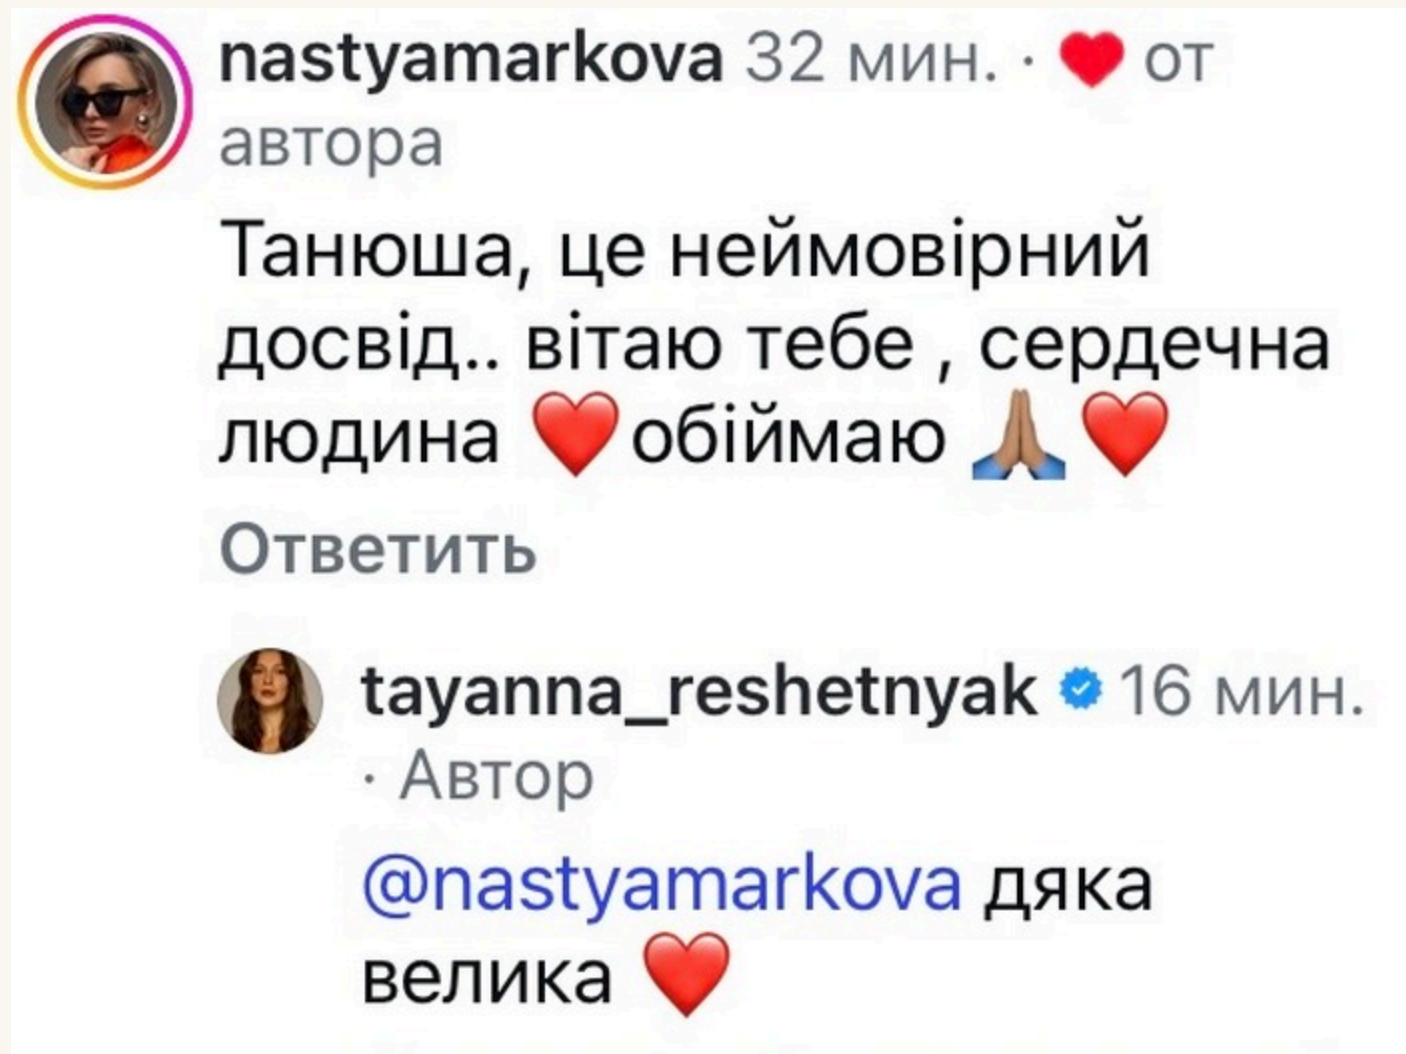 nastyamarkova 32 мин. · ❤️ от
автора
Танюша, це неймовірний
досвід.. вітаю тебе , сердечна
людина ❤️обіймаю 🙏🏽❤️
Ответить
tayanna_reshetnyak 16 мин.
· Автор
@nastyamarkova дяка
велика ❤️